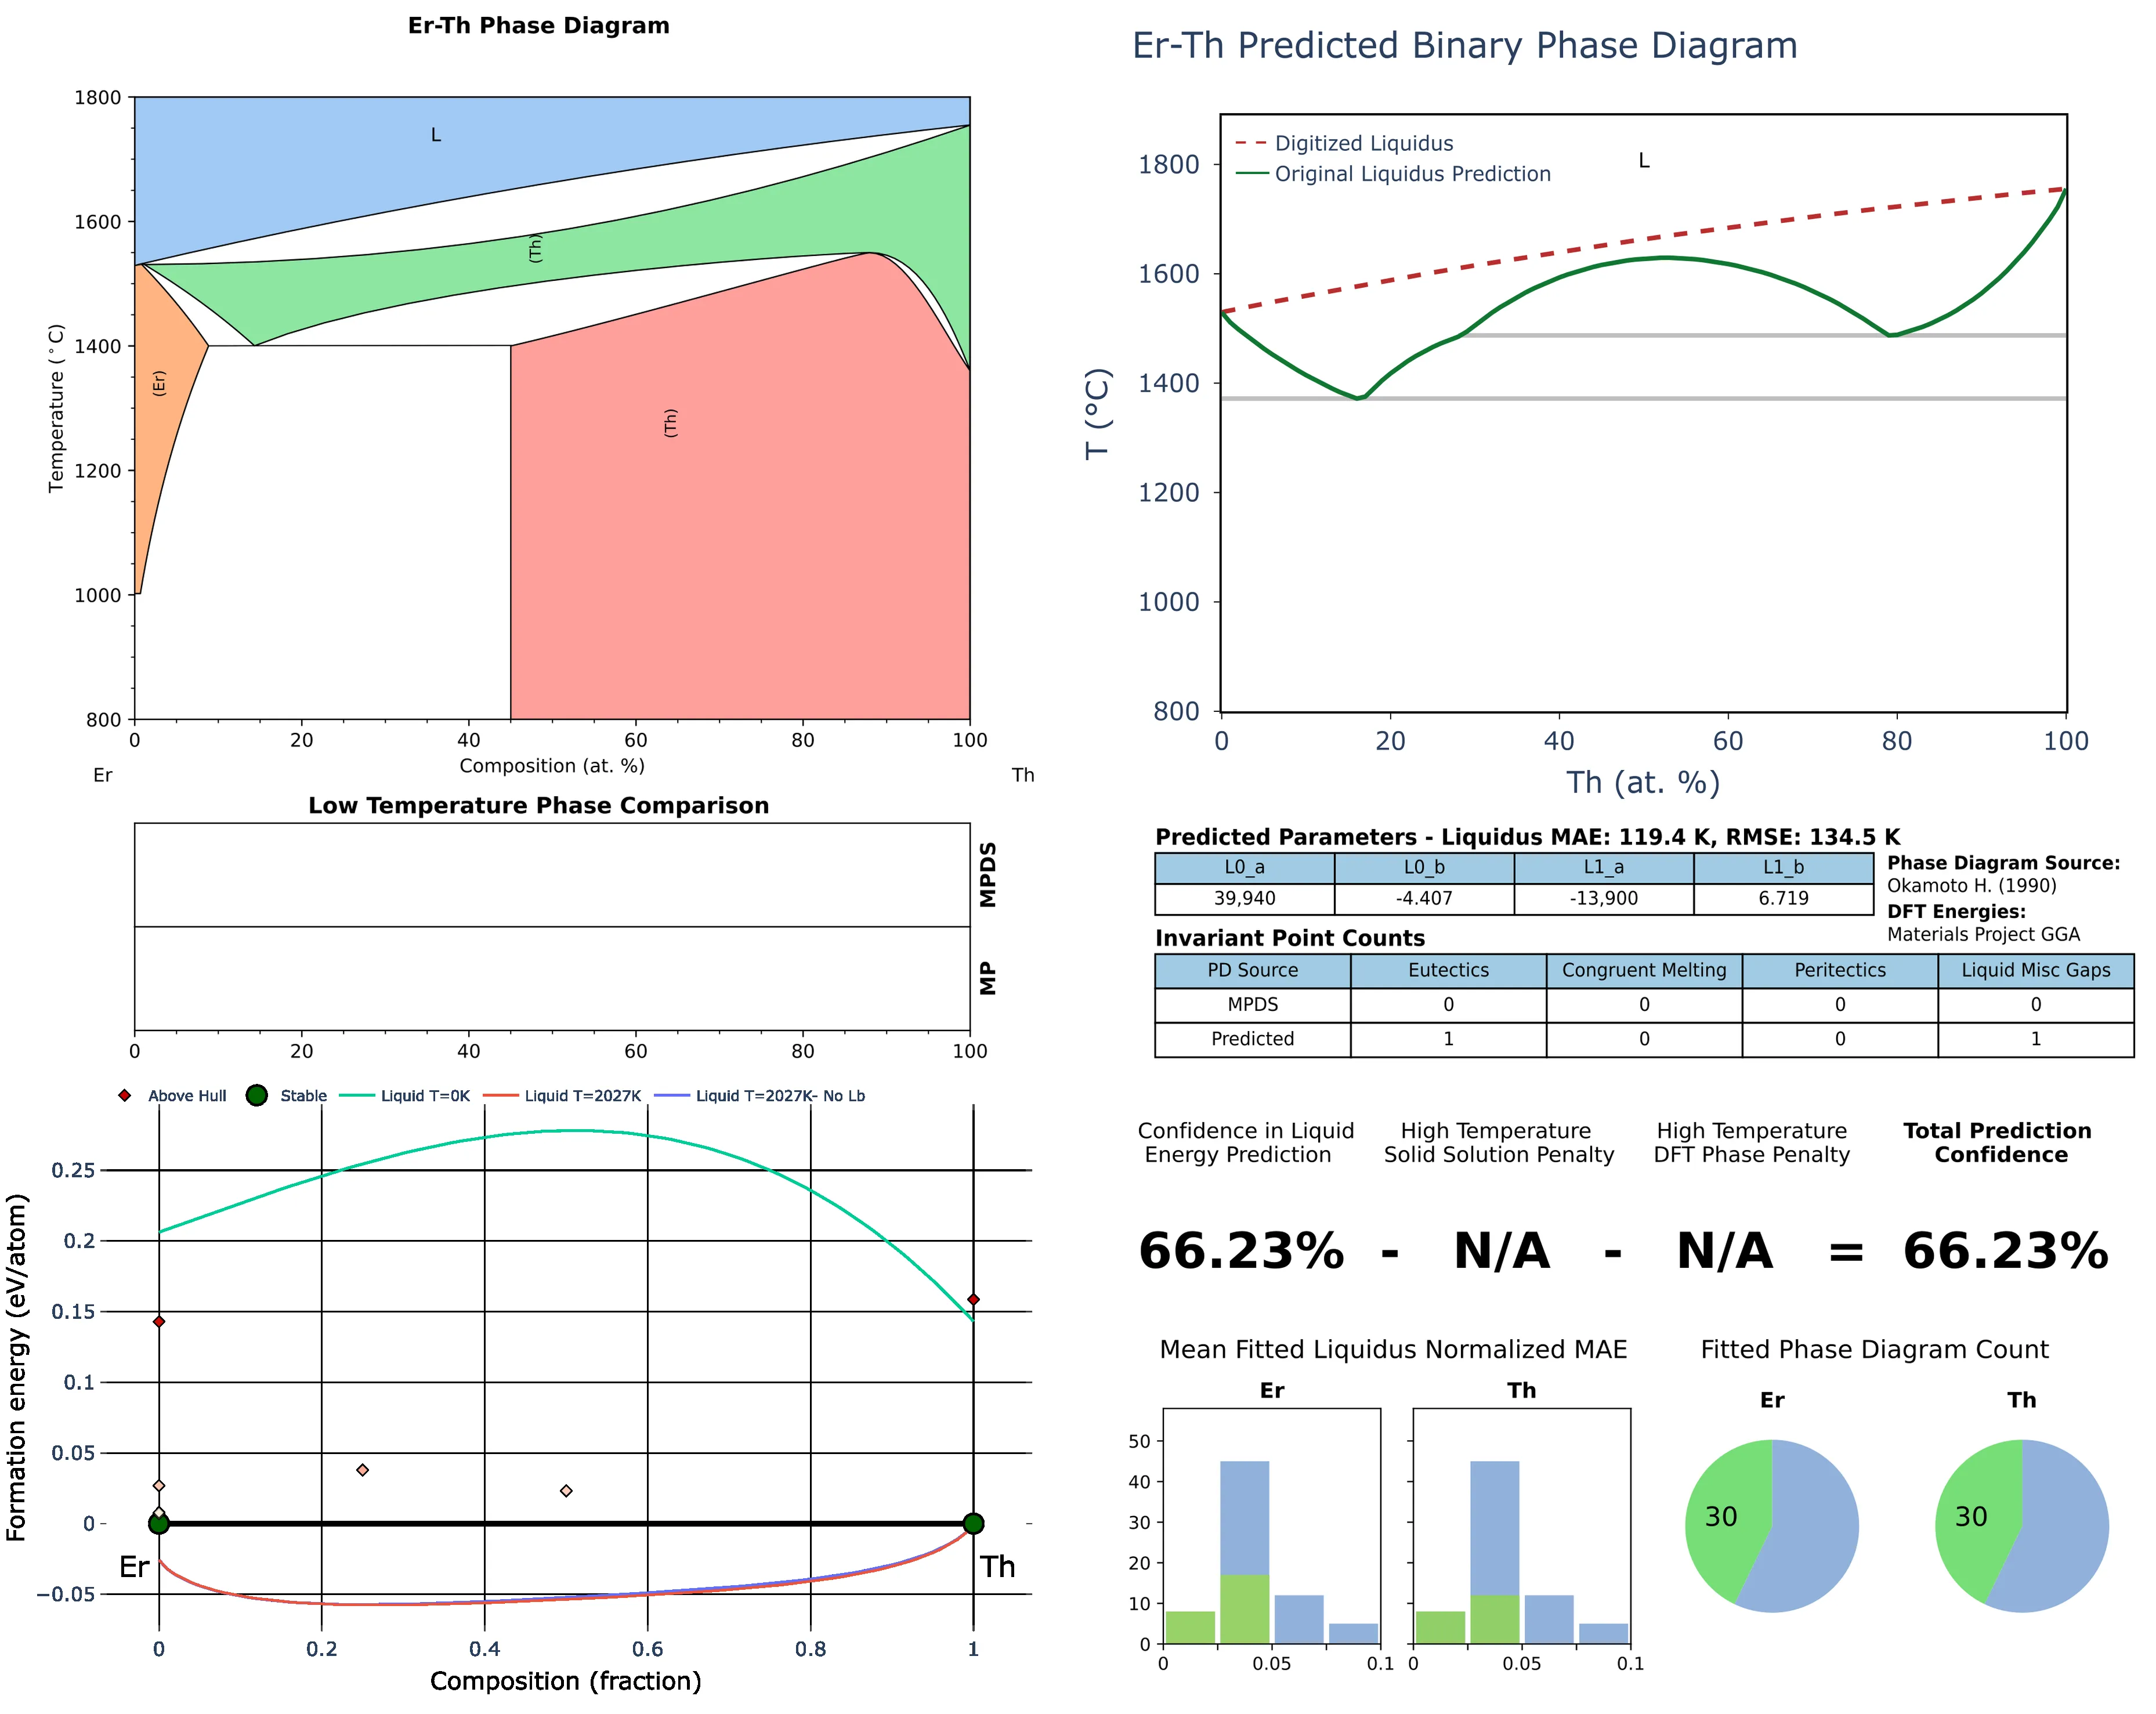 Er-Th Phase Diagram
1800
1600
1400
1200
1000
800
Temperature (°C)
L
(Th)
(Er)
(Th)
0 20 40 60 80 100
Er Composition (at. %) Th
Low Temperature Phase Comparison
MPDS
MP
0 20 40 60 80 100
Above Hull Stable Liquid T=0K Liquid T=2027K Liquid T=2027K- No Lb
0.25
0.2
0.15
0.1
0.05
0
−0.05
Formation energy (eV/atom)
Er Th
0 0.2 0.4 0.6 0.8 1
Composition (fraction)
Er-Th Predicted Binary Phase Diagram
Digitized Liquidus
Original Liquidus Prediction
L
1800
1600
1400
1200
1000
800
T (°C)
0 20 40 60 80 100
Th (at. %)
Predicted Parameters - Liquidus MAE: 119.4 K, RMSE: 134.5 K
L0_a L0_b L1_a L1_b
39,940 -4.407 -13,900 6.719
Phase Diagram Source:
Okamoto H. (1990)
DFT Energies:
Materials Project GGA
Invariant Point Counts
PD Source Eutectics Congruent Melting Peritectics Liquid Misc Gaps
MPDS 0 0 0 0
Predicted 1 0 0 1
Confidence in Liquid
Energy Prediction
High Temperature
Solid Solution Penalty
High Temperature
DFT Phase Penalty
Total Prediction
Confidence
66.23% - N/A - N/A = 66.23%
Mean Fitted Liquidus Normalized MAE
Er Th
50
40
30
20
10
0
0 0.05 0.1 0 0.05 0.1
Fitted Phase Diagram Count
Er Th
30 30